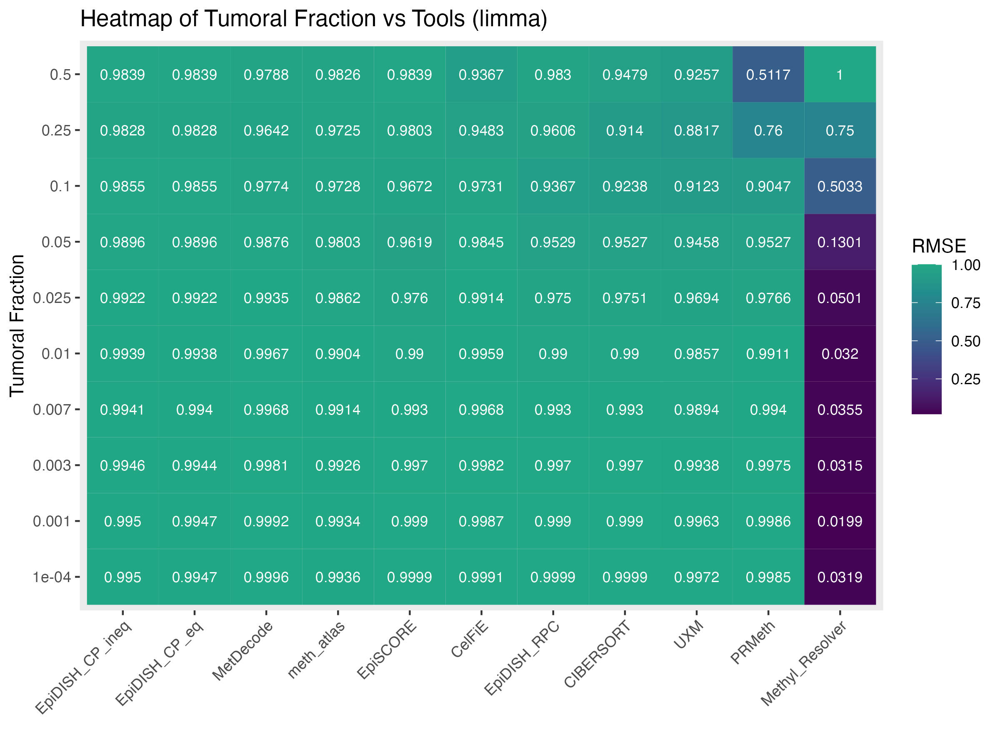 Heatmap of Tumoral Fraction vs Tools (limma)
Tumoral Fraction
0.5 0.9839 0.9839 0.9788 0.9826 0.9839 0.9367 0.983 0.9479 0.9257 0.5117 1
0.25 0.9828 0.9828 0.9642 0.9725 0.9803 0.9483 0.9606 0.914 0.8817 0.76 0.75
0.1 0.9855 0.9855 0.9774 0.9728 0.9672 0.9731 0.9367 0.9238 0.9123 0.9047 0.5033
0.05 0.9896 0.9896 0.9876 0.9803 0.9619 0.9845 0.9529 0.9527 0.9458 0.9527 0.1301
0.025 0.9922 0.9922 0.9935 0.9862 0.976 0.9914 0.975 0.9751 0.9694 0.9766 0.0501
0.01 0.9939 0.9938 0.9967 0.9904 0.99 0.9959 0.99 0.99 0.9857 0.9911 0.032
0.007 0.9941 0.994 0.9968 0.9914 0.993 0.9968 0.993 0.993 0.9894 0.994 0.0355
0.003 0.9946 0.9944 0.9981 0.9926 0.997 0.9982 0.997 0.997 0.9938 0.9975 0.0315
0.001 0.995 0.9947 0.9992 0.9934 0.999 0.9987 0.999 0.999 0.9963 0.9986 0.0199
1e-04 0.995 0.9947 0.9996 0.9936 0.9999 0.9991 0.9999 0.9999 0.9972 0.9985 0.0319
EpiDISH_CP_ineq
EpiDISH_CP_eq
MetDecode
meth_atlas
EpiSCORE
CelFiE
EpiDISH_RPC
CIBERSORT
UXM
PRMeth
Methyl_Resolver
RMSE
1.00
0.75
0.50
0.25